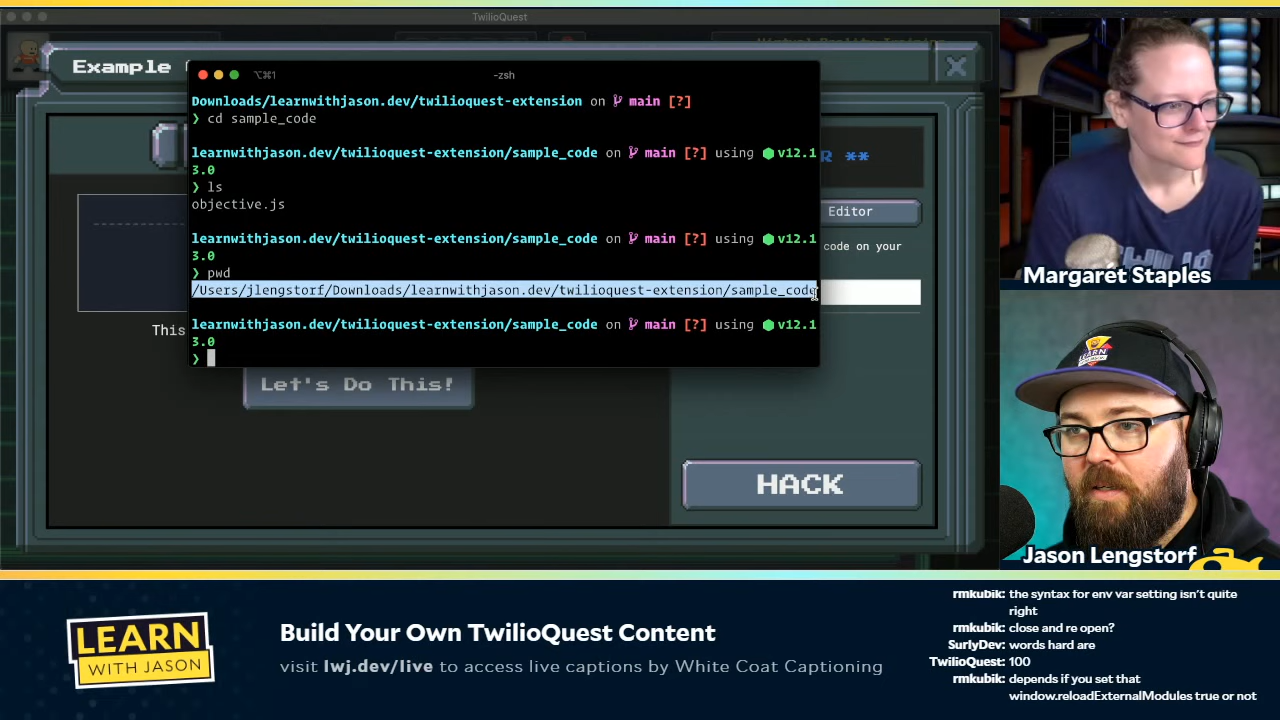 TwilioQuest
Example
⌥⌘1
-zsh
Downloads/learnwithjason.dev/twilioquest-extension on main [?]
❯ cd sample_code
learnwithjason.dev/twilioquest-extension/sample_code on main [?] using ⬢v12.1
3.0
❯ ls
objective.js
learnwithjason.dev/twilioquest-extension/sample_code on main [?] using ⬢v12.1
3.0
❯ pwd
/Users/jlengstorf/Downloads/learnwithjason.dev/twilioquest-extension/sample_code
learnwithjason.dev/twilioquest-extension/sample_code on main [?] using ⬢v12.1
3.0
❯
R **
Editor
code on your
This
Let's Do This!
HACK
Margaret Staples
Jason Lengstorf
LEARN
WITH JASON
Build Your Own TwilioQuest Content
visit lwj.dev/live to access live captions by White Coat Captioning
rmkubik: the syntax for env var setting isn't quite
right
rmkubik: close and re open?
SurlyDev: words hard are
TwilioQuest: 100
rmkubik: depends if you set that
window.reloadExternalModules true or not